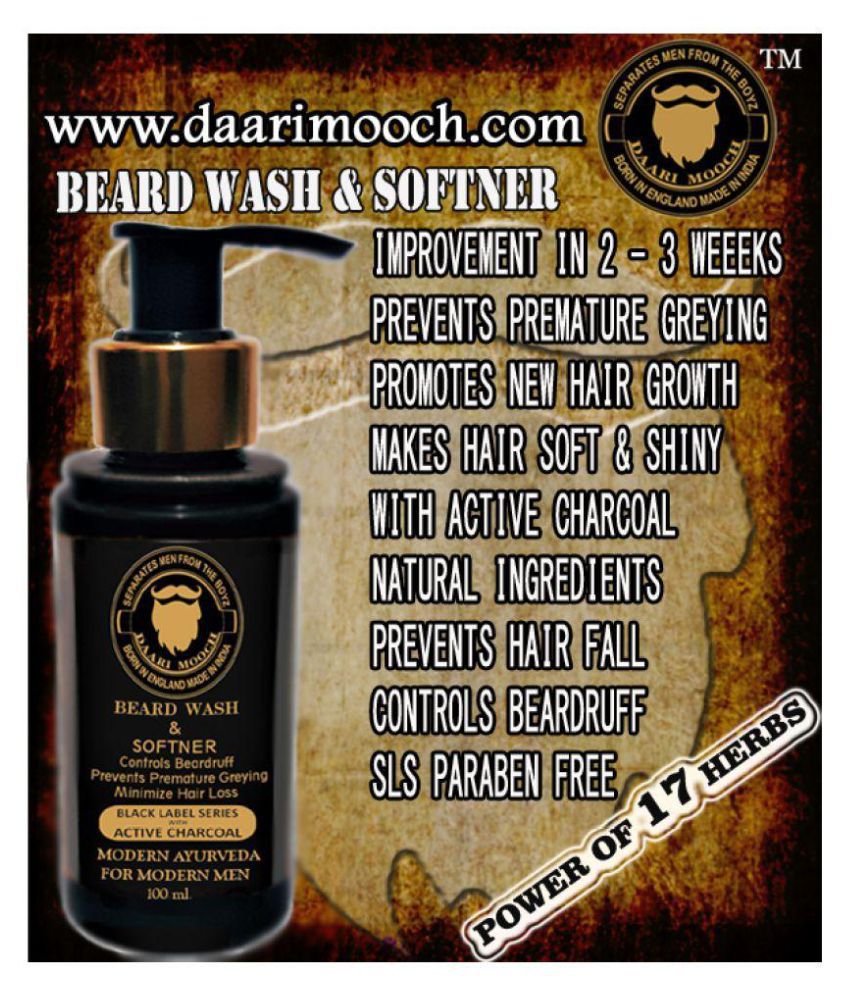 TM
SEPARATES MEN FROM THE BOYZ
DAARI MOOCH
BORN IN ENGLAND MADE IN INDIA
www.daarimooch.com
BEARD WASH & SOFTNER
IMPROVEMENT IN 2 - 3 WEEEKS
PREVENTS PREMATURE GREYING
PROMOTES NEW HAIR GROWTH
MAKES HAIR SOFT & SHINY
WITH ACTIVE CHARCOAL
NATURAL INGREDIENTS
PREVENTS HAIR FALL
CONTROLS BEARDRUFF
SLS PARABEN FREE
POWER OF 17 HERBS
SEPARATES MEN FROM THE BOYZ
DAARI MOOCH
BORN IN ENGLAND MADE IN INDIA
BEARD WASH
&
SOFTNER
Controls Beardruff
Prevents Premature Greying
Minimize Hair Loss
BLACK LABEL SERIES
WITH
ACTIVE CHARCOAL
MODERN AYURVEDA
FOR MODERN MEN
100 ml.